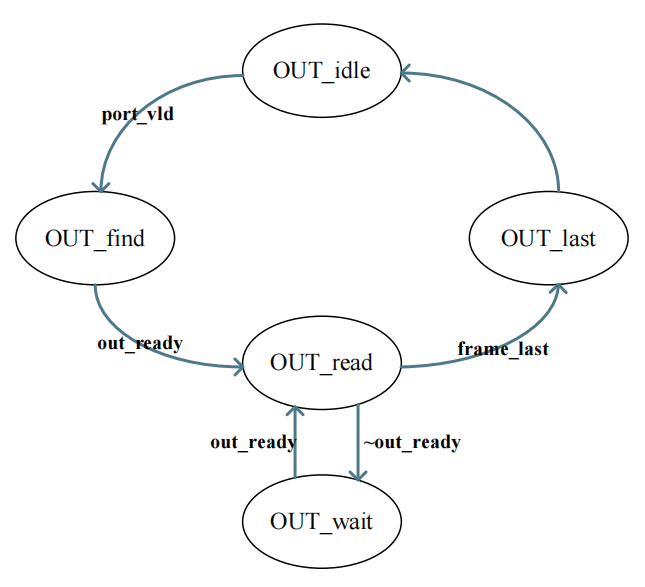 OUT_idle
port_vld
OUT_find
OUT_last
out_ready
frame_last
OUT_read
out_ready
~out_ready
OUT_wait